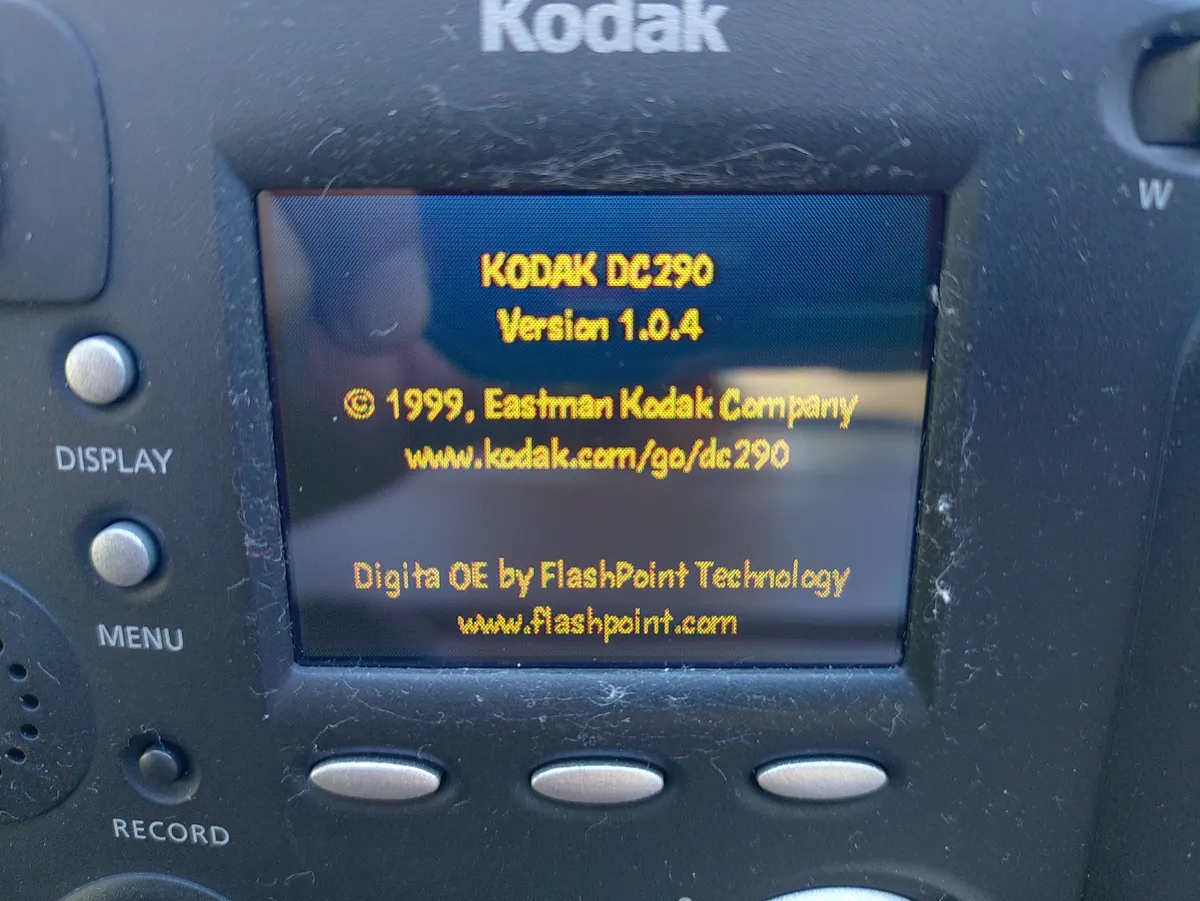 Kodak
W
KODAK DC290
Version 1.0.4
© 1999, Eastman Kodak Company
www.kodak.com/go/dc290
Digita OE by FlashPoint Technology
www.flashpoint.com
DISPLAY
MENU
RECORD